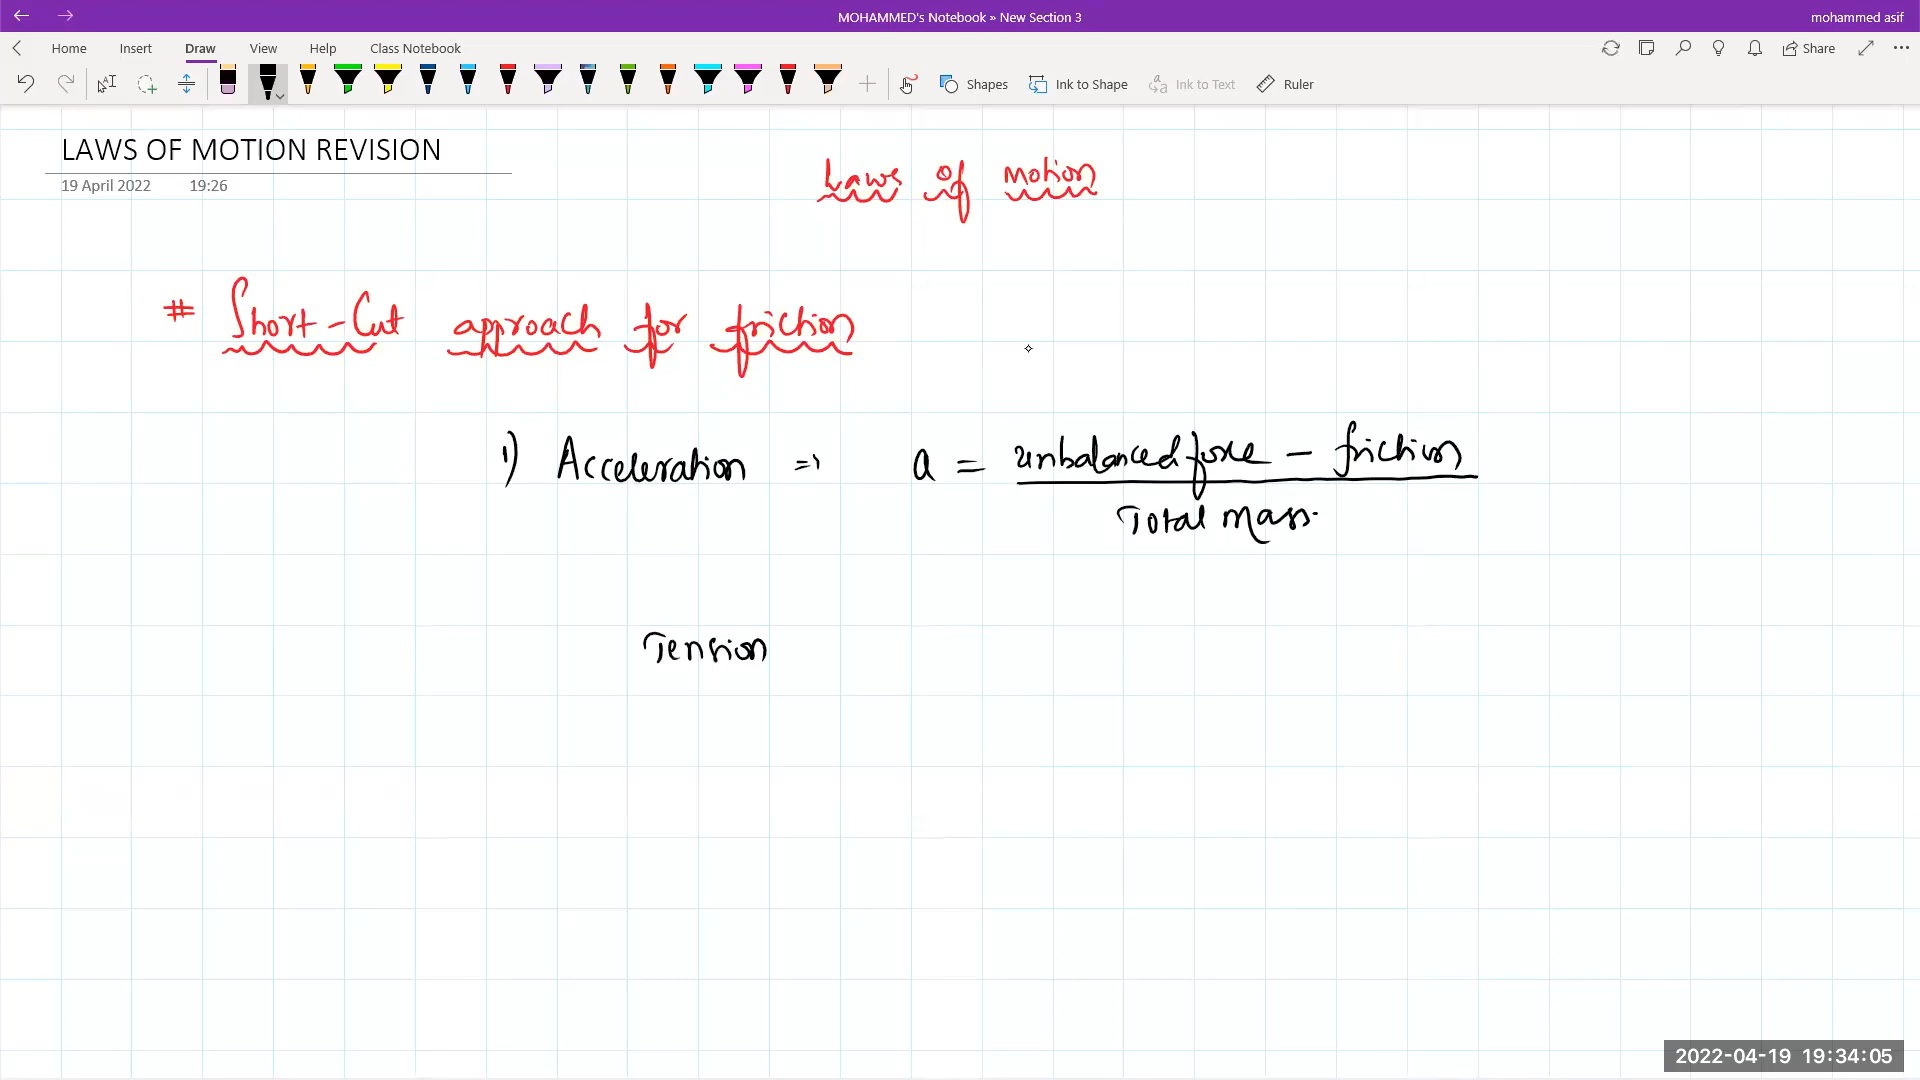 MOHAMMED's Notebook » New Section 3
mohammed asif
Home Insert Draw View Help Class Notebook
Share
Shapes Ink to Shape Ink to Text Ruler
LAWS OF MOTION REVISION
19 April 2022 19:26
Laws of motion
# Short-Cut approach for friction
1) Acceleration => a = unbalanced force - friction
Total mass
Tension
2022-04-19 19:34:05